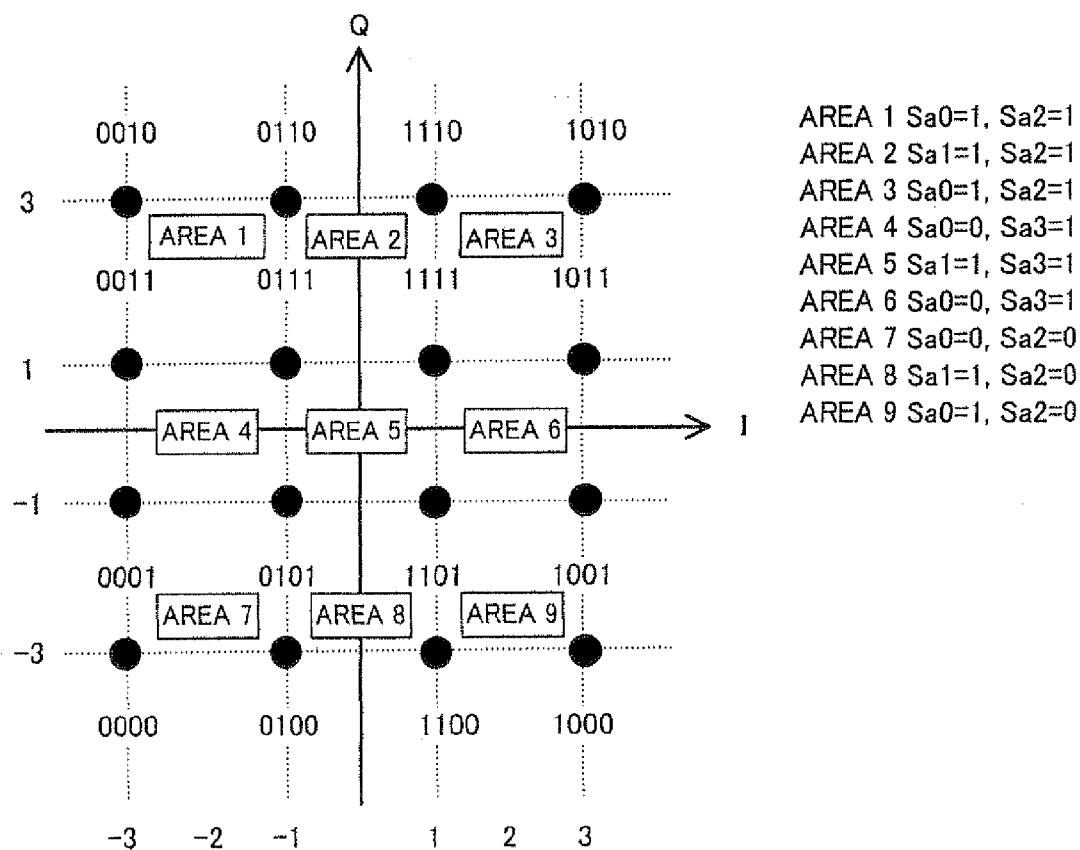 Q
0010 0110 1110 1010
3
AREA 1 AREA 2 AREA 3
0011 0111 1111 1011
1
AREA 4 AREA 5 AREA 6
I
-1
0001 0101 1101 1001
AREA 7 AREA 8 AREA 9
-3
0000 0100 1100 1000
-3 -2 -1 1 2 3
AREA 1 Sa0=1, Sa2=1
AREA 2 Sa1=1, Sa2=1
AREA 3 Sa0=1, Sa2=1
AREA 4 Sa0=0, Sa3=1
AREA 5 Sa1=1, Sa3=1
AREA 6 Sa0=0, Sa3=1
AREA 7 Sa0=0, Sa2=0
AREA 8 Sa1=1, Sa2=0
AREA 9 Sa0=1, Sa2=0